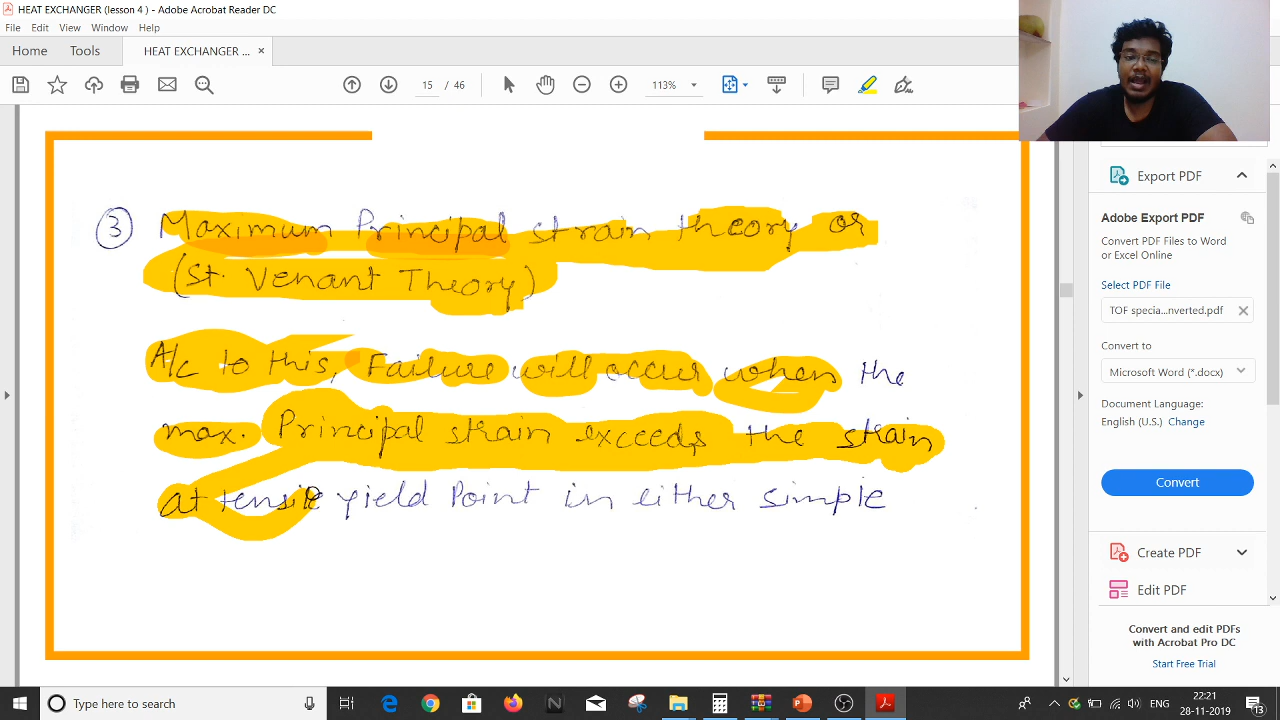 HEAT EXCHANGER (lesson 4 ) - Adobe Acrobat Reader DC
File Edit View Window Help
Home Tools HEAT EXCHANGER ... ×
15 / 46 113%
③ Maximum Principal strain theory or
(St. Venant Theory)
A/c to this, Failure will occur when the
max. Principal strain exceeds the strain
at tensile yield Point in either simple
Export PDF
Adobe Export PDF
Convert PDF Files to Word
or Excel Online
Select PDF File
TOF specia...nverted.pdf
Convert to
Microsoft Word (*.docx)
Document Language:
English (U.S.) Change
Convert
Create PDF
Edit PDF
Convert and edit PDFs
with Acrobat Pro DC
Start Free Trial
Type here to search
ENG
22:21
28-11-2019
13